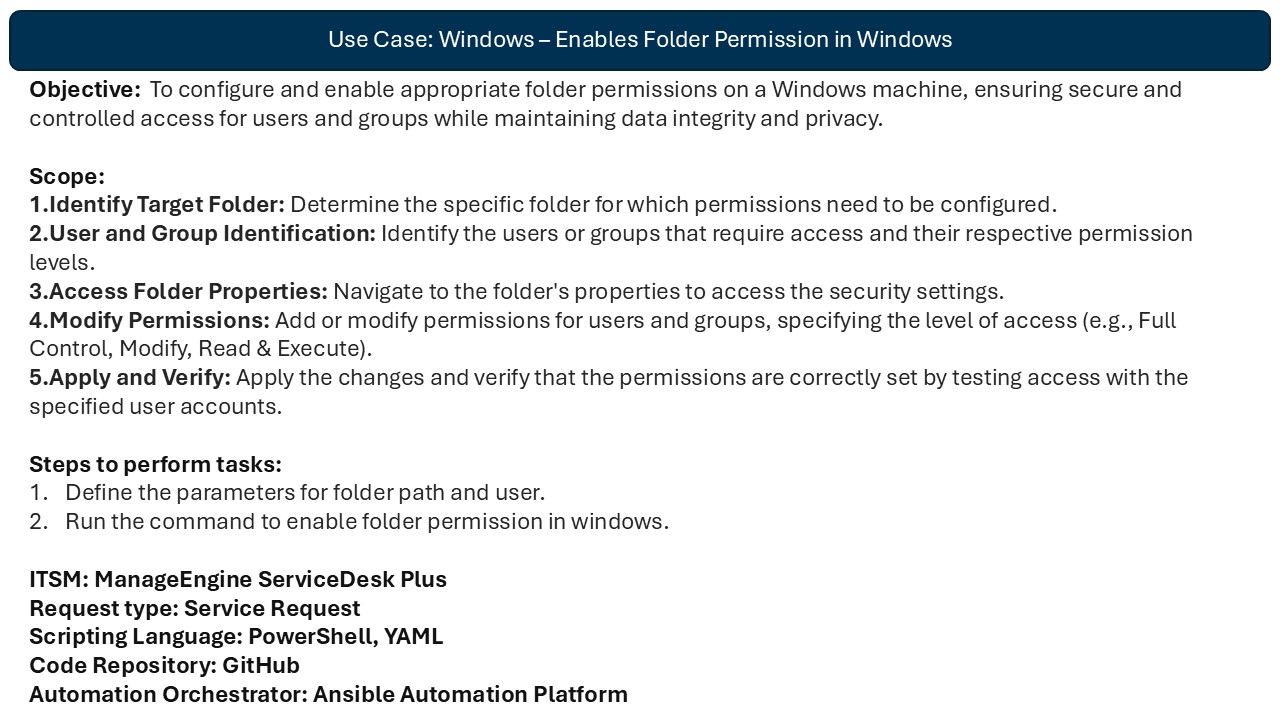 Use Case: Windows – Enables Folder Permission in Windows
Objective: To configure and enable appropriate folder permissions on a Windows machine, ensuring secure and
controlled access for users and groups while maintaining data integrity and privacy.
Scope:
1.Identify Target Folder: Determine the specific folder for which permissions need to be configured.
2.User and Group Identification: Identify the users or groups that require access and their respective permission
levels.
3.Access Folder Properties: Navigate to the folder's properties to access the security settings.
4.Modify Permissions: Add or modify permissions for users and groups, specifying the level of access (e.g., Full
Control, Modify, Read & Execute).
5.Apply and Verify: Apply the changes and verify that the permissions are correctly set by testing access with the
specified user accounts.
Steps to perform tasks:
1. Define the parameters for folder path and user.
2. Run the command to enable folder permission in windows.
ITSM: ManageEngine ServiceDesk Plus
Request type: Service Request
Scripting Language: PowerShell, YAML
Code Repository: GitHub
Automation Orchestrator: Ansible Automation Platform